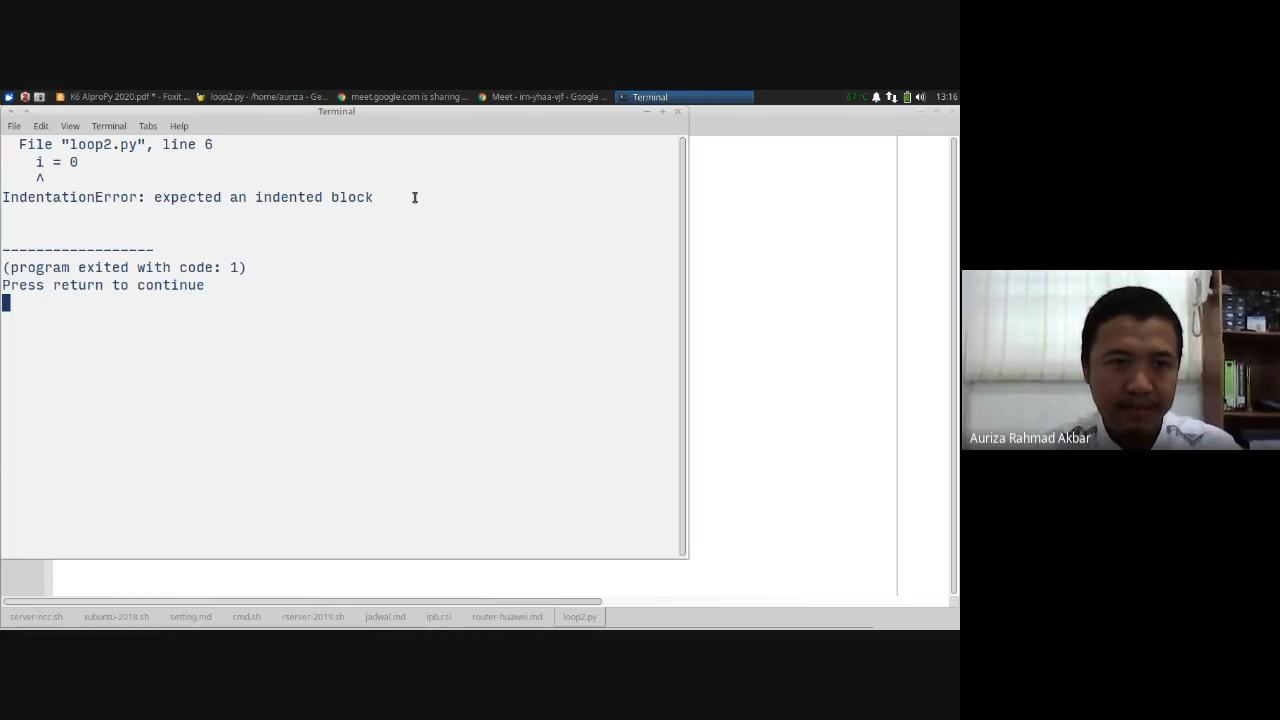 K6 AlproPy 2020.pdf * - Foxit ...
loop2.py - /home/auriza - Ge...
meet.google.com is sharing ...
Meet - irn-yhaa-vjf - Google ...
Terminal
67°C
13:16
Terminal
File Edit View Terminal Tabs Help
File "loop2.py", line 6
i = 0
^
IndentationError: expected an indented block
------------------
(program exited with code: 1)
Press return to continue
Auriza Rahmad Akbar
server-ncc.sh
xubuntu-2018.sh
setting.md
cmd.sh
rserver-2019.sh
jadwal.md
ipb.csl
router-huawei.md
loop2.py